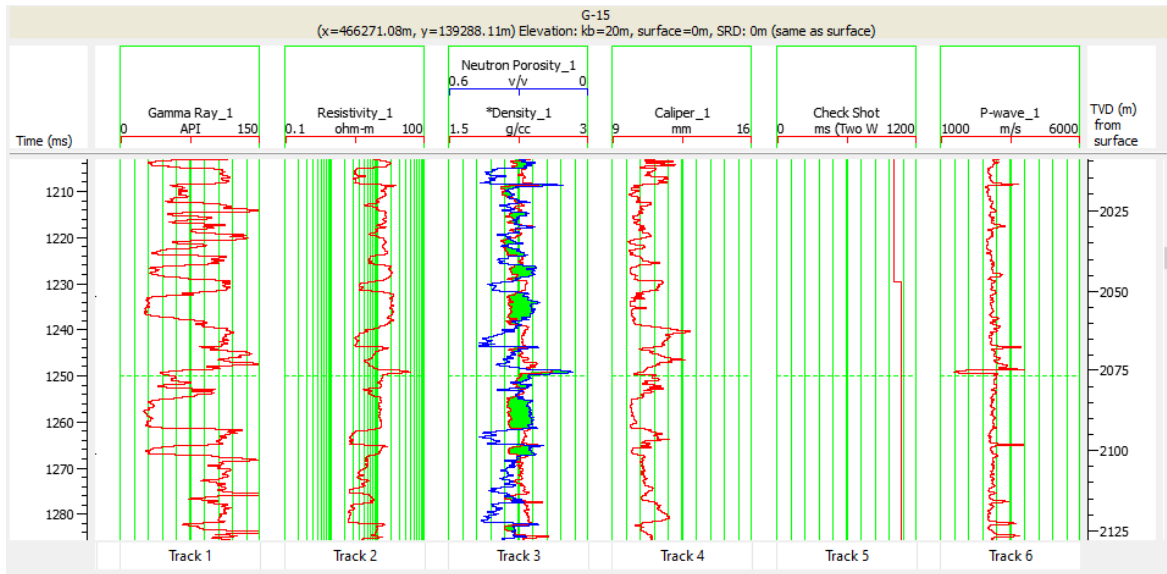 G-15
(x=466271.08m, y=139288.11m) Elevation: kb=20m, surface=0m, SRD: 0m (same as surface)
Neutron Porosity_1
0.6 v/v 0
Gamma Ray_1 Resistivity_1 *Density_1 Caliper_1 Check Shot P-wave_1 TVD (m)
0 API 150 0.1 ohm-m 100 1.5 g/cc 3 9 mm 16 0 ms (Two W 1200 1000 m/s 6000 from
Time (ms) surface
1210
2025
1220
1230
2050
1240
1250 2075
1260
2100
1270
1280
2125
Track 1 Track 2 Track 3 Track 4 Track 5 Track 6